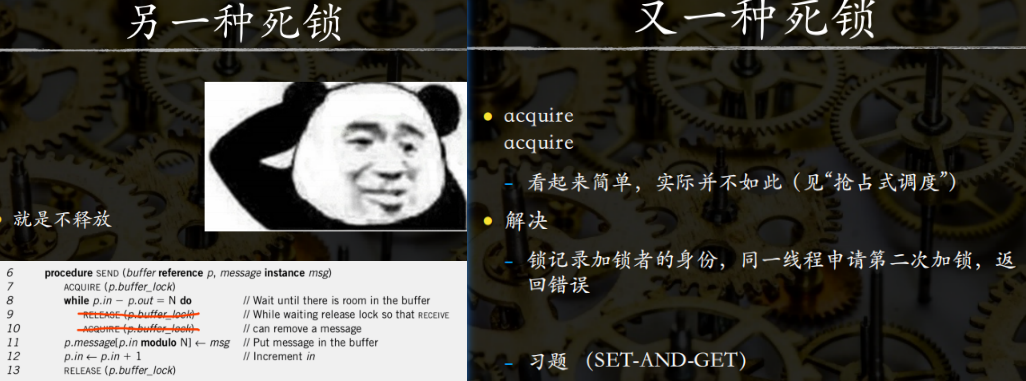 另一种死锁
就是不释放
6 procedure SEND (buffer reference p, message instance msg)
7 ACQUIRE (p.buffer_lock)
8 while p.in − p.out = N do // Wait until there is room in the buffer
9 RELEASE (p.buffer_lock) // While waiting release lock so that RECEIVE
10 ACQUIRE (p.buffer_lock) // can remove a message
11 p.message[p.in modulo N] ← msg // Put message in the buffer
12 p.in ← p.in + 1 // Increment in
13 RELEASE (p.buffer_lock)
又一种死锁
acquire
acquire
看起来简单，实际并不如此（见“抢占式调度”）
解决
锁记录加锁者的身份，同一线程申请第二次加锁，返
回错误
习题 （SET-AND-GET）